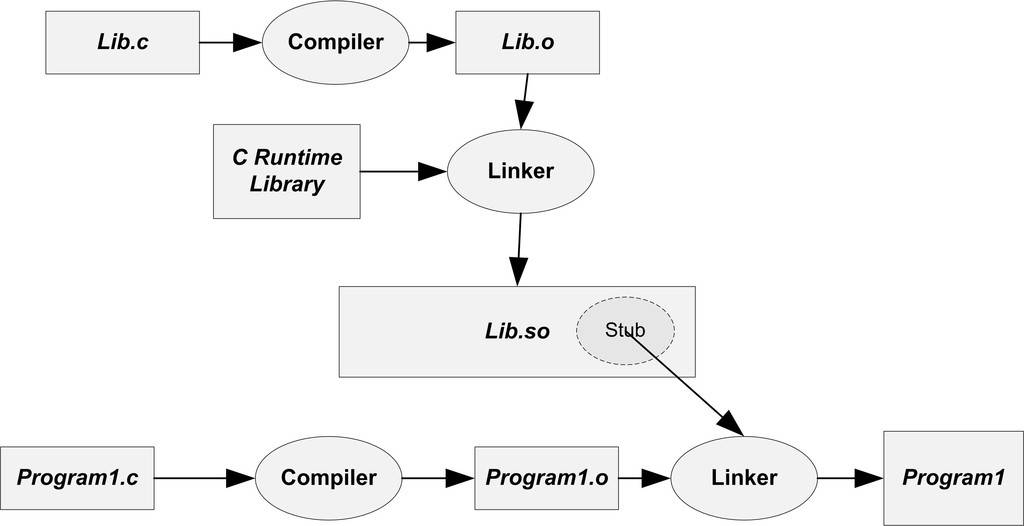 Lib.c
Compiler
Lib.o
C Runtime
Library
Linker
Lib.so
Stub
Program1.c
Compiler
Program1.o
Linker
Program1